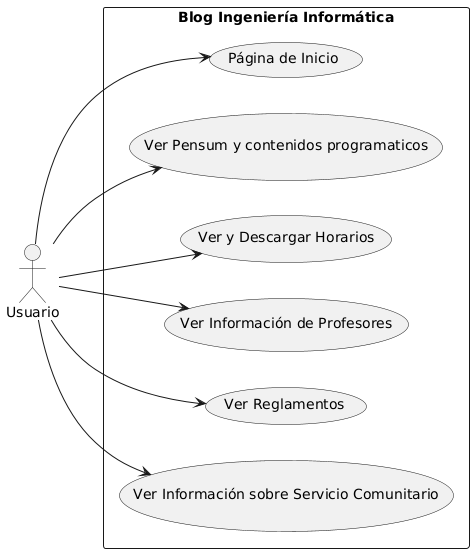 Blog Ingeniería Informática
Página de Inicio
Ver Pensum y contenidos programaticos
Ver y Descargar Horarios
Usuario
Ver Información de Profesores
Ver Reglamentos
Ver Información sobre Servicio Comunitario